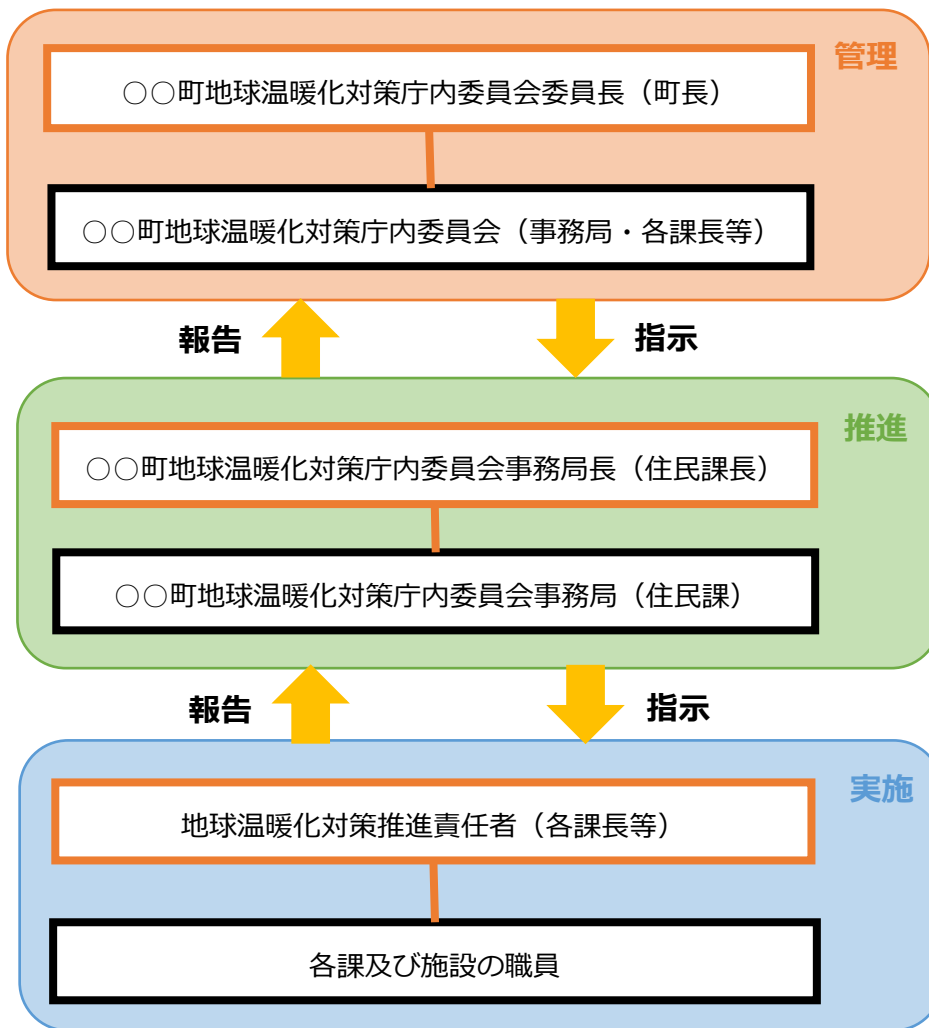 管理
○○町地球温暖化対策庁内委員会委員長（町長）
○○町地球温暖化対策庁内委員会（事務局・各課長等）
報告
指示
推進
○○町地球温暖化対策庁内委員会事務局長（住民課長）
○○町地球温暖化対策庁内委員会事務局（住民課）
報告
指示
実施
地球温暖化対策推進責任者（各課長等）
各課及び施設の職員